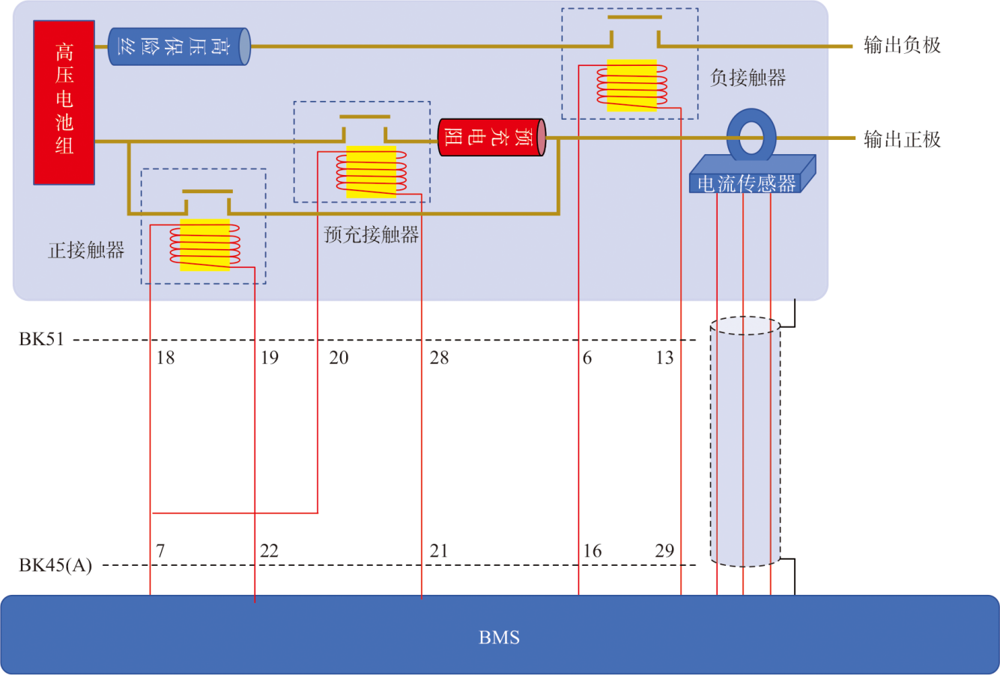 高压电池组
高压保险丝
输出负极
负接触器
预充电阻
输出正极
电流传感器
预充接触器
正接触器
BK51
18 19 20 28 6 13
7 22 21 16 29
BK45(A)
BMS